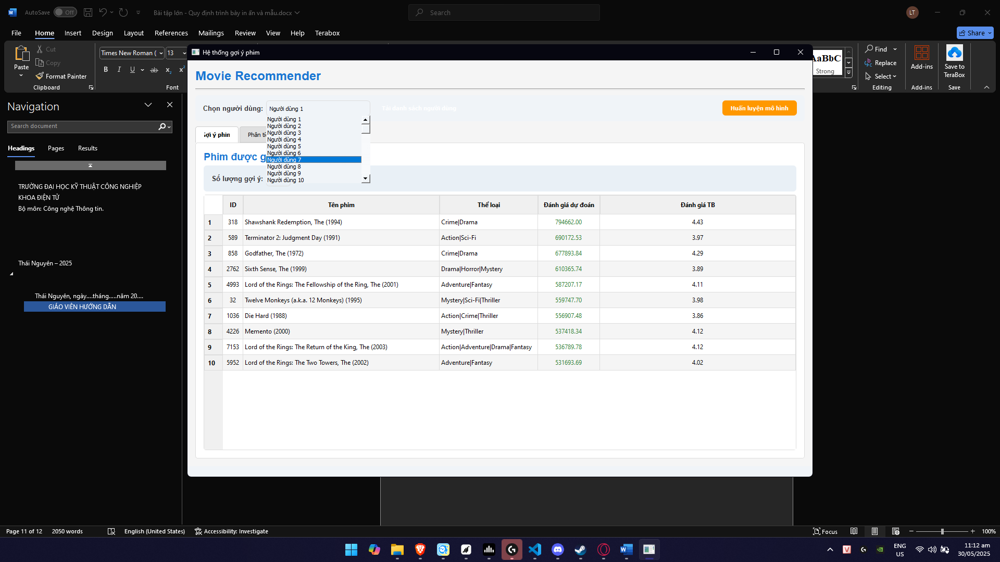 AutoSave Off Bài tập lớn - Quy định trình bày in ấn và mẫu.docx Search LT
File Home Insert Design Layout References Mailings Review View Help Terabox Share
Paste Cut Copy Format Painter Clipboard
Times New Roman ( 13
B I U ab x₂ x²
Font
AaBbC
Strong
Find
Replace
Select
Editing
Add-ins
Add-ins
Save to
TeraBox
Save
Navigation
Search document
Headings Pages Results
TRƯỜNG ĐẠI HỌC KỸ THUẬT CÔNG NGHIỆP
KHOA ĐIỆN TỬ
Bộ môn: Công nghệ Thông tin.
Thái Nguyên – 2025
Thái Nguyên, ngày....tháng.....năm 20....
GIÁO VIÊN HƯỚNG DẪN
Hệ thống gợi ý phim
Movie Recommender
Chọn người dùng: Người dùng 1 Tải danh sách người dùng Huấn luyện mô hình
Người dùng 1
Người dùng 2
Người dùng 3
Người dùng 4
Người dùng 5
Người dùng 6
Người dùng 7
Người dùng 8
Người dùng 9
Người dùng 10
Gợi ý phim Phân tí
Phim được g
Số lượng gợi ý:
ID Tên phim Thể loại Đánh giá dự đoán Đánh giá TB
1 318 Shawshank Redemption, The (1994) Crime|Drama 794662.00 4.43
2 589 Terminator 2: Judgment Day (1991) Action|Sci-Fi 690172.53 3.97
3 858 Godfather, The (1972) Crime|Drama 677893.84 4.29
4 2762 Sixth Sense, The (1999) Drama|Horror|Mystery 610365.74 3.89
5 4993 Lord of the Rings: The Fellowship of the Ring, The (2001) Adventure|Fantasy 587207.17 4.11
6 32 Twelve Monkeys (a.k.a. 12 Monkeys) (1995) Mystery|Sci-Fi|Thriller 559747.70 3.98
7 1036 Die Hard (1988) Action|Crime|Thriller 556907.48 3.86
8 4226 Memento (2000) Mystery|Thriller 537418.34 4.12
9 7153 Lord of the Rings: The Return of the King, The (2003) Action|Adventure|Drama|Fantasy 536789.78 4.12
10 5952 Lord of the Rings: The Two Towers, The (2002) Adventure|Fantasy 531693.69 4.02
Page 11 of 12 2050 words English (United States) Accessibility: Investigate Focus 100%
ENG
US
11:12 am
30/05/2025